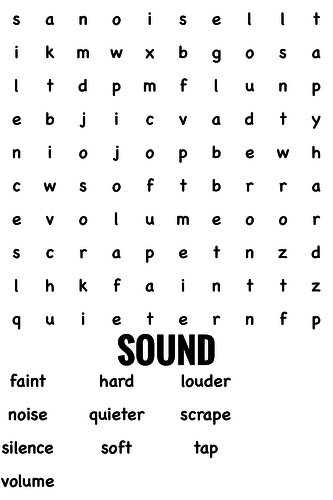 s a n o i s e l l t
i k m w x b g o s a
l t d p m f l u n p
e b j i c v a d t y
n i o j o p b e w h
c w s o f t b r r a
e v o l u m e o o r
s c r a p e t n z d
l h k f a i n t t z
q u i e t e r n f p
SOUND
faint hard louder
noise quieter scrape
silence soft tap
volume